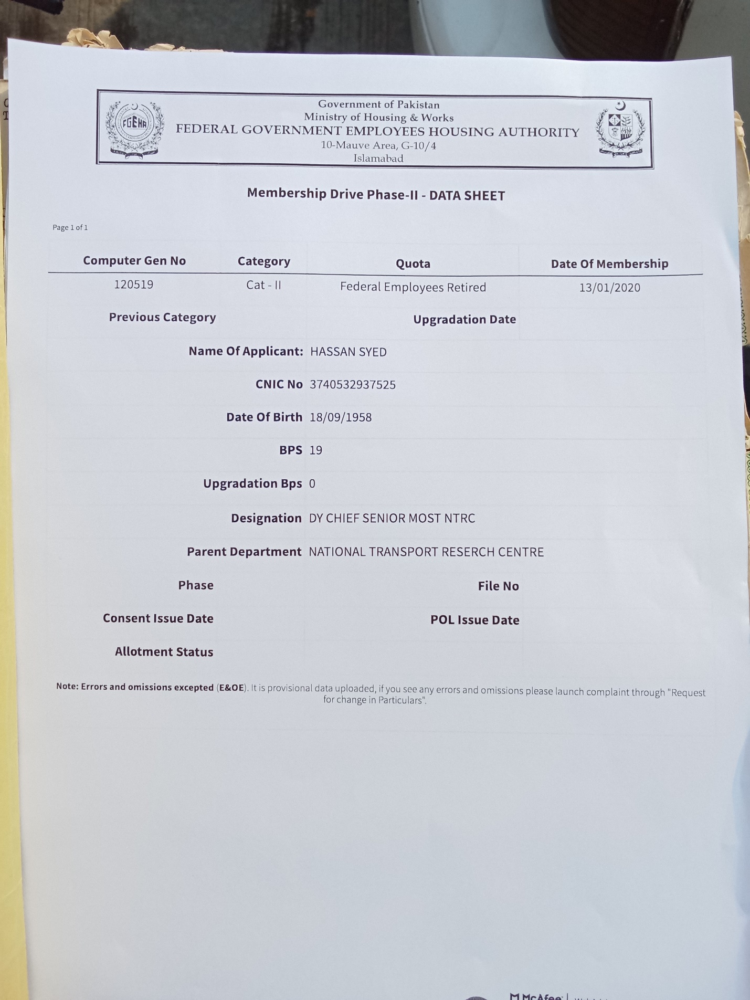 Government of Pakistan
Ministry of Housing & Works
FEDERAL GOVERNMENT EMPLOYEES HOUSING AUTHORITY
10-Mauve Area, G-10/4
Islamabad
FGEHA
Membership Drive Phase-II - DATA SHEET
Page 1 of 1
Computer Gen No Category Quota Date Of Membership
120519 Cat - II Federal Employees Retired 13/01/2020
Previous Category Upgradation Date
Name Of Applicant: HASSAN SYED
CNIC No 3740532937525
Date Of Birth 18/09/1958
BPS 19
Upgradation Bps 0
Designation DY CHIEF SENIOR MOST NTRC
Parent Department NATIONAL TRANSPORT RESERCH CENTRE
Phase File No
Consent Issue Date POL Issue Date
Allotment Status
Note: Errors and omissions excepted (E&OE). It is provisional data uploaded, if you see any errors and omissions please launch complaint through "Request
for change in Particulars".
McAfee